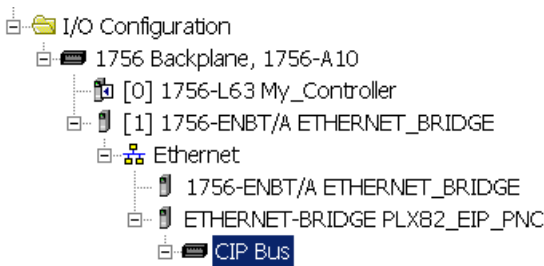 I/O Configuration
1756 Backplane, 1756-A10
[0] 1756-L63 My_Controller
[1] 1756-ENBT/A ETHERNET_BRIDGE
Ethernet
1756-ENBT/A ETHERNET_BRIDGE
ETHERNET-BRIDGE PLX82_EIP_PNC
CIP Bus